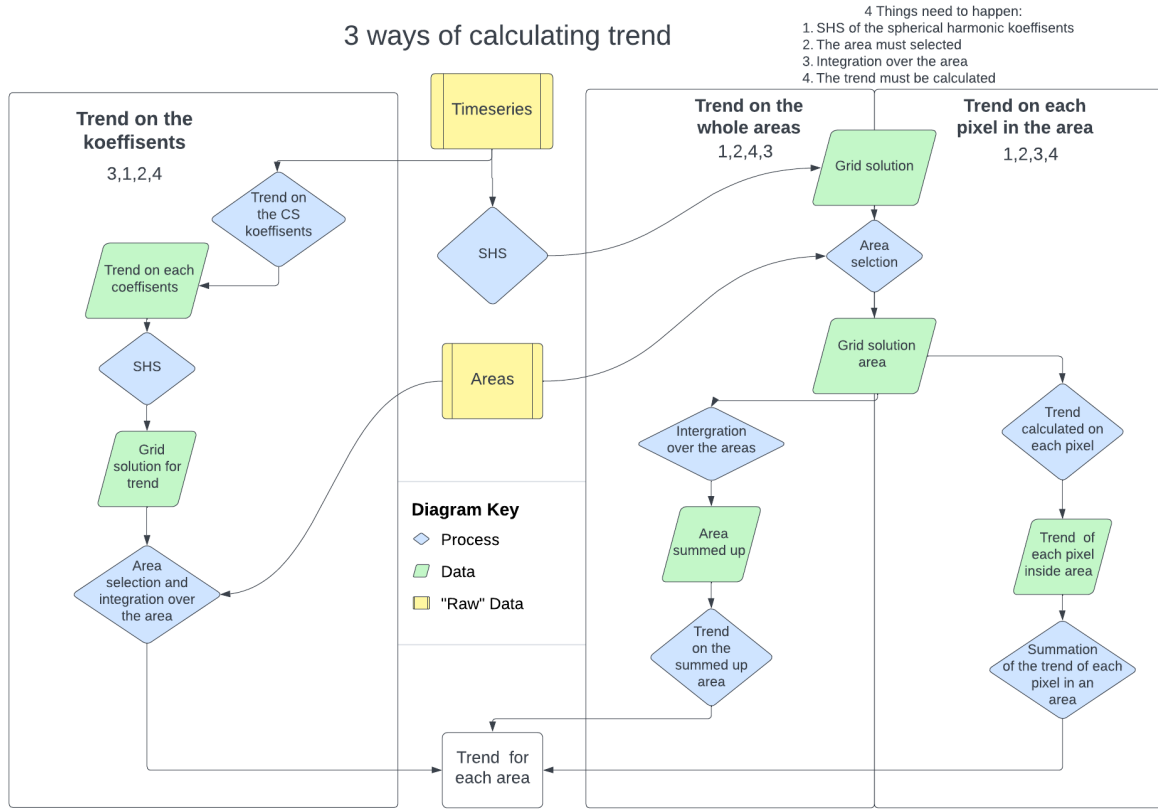 3 ways of calculating trend
4 Things need to happen:
1. SHS of the spherical harmonic koeffisents
2. The area must selected
3. Integration over the area
4. The trend must be calculated
Trend on the
koeffisents
3,1,2,4
Trend on
the CS
koeffisents
Trend on each
coeffisents
SHS
Grid
solution for
trend
Area
selection and
integration over
the area
Timeseries
SHS
Areas
Diagram Key
Process
Data
"Raw" Data
Trend on the
whole areas
1,2,4,3
Trend on each
pixel in the area
1,2,3,4
Grid solution
Area
selction
Grid solution
area
Intergration
over the areas
Area
summed up
Trend
on the
summed up
area
Trend
calculated on
each pixel
Trend of
each pixel
inside area
Summation
of the trend of each
pixel in an
area
Trend for
each area